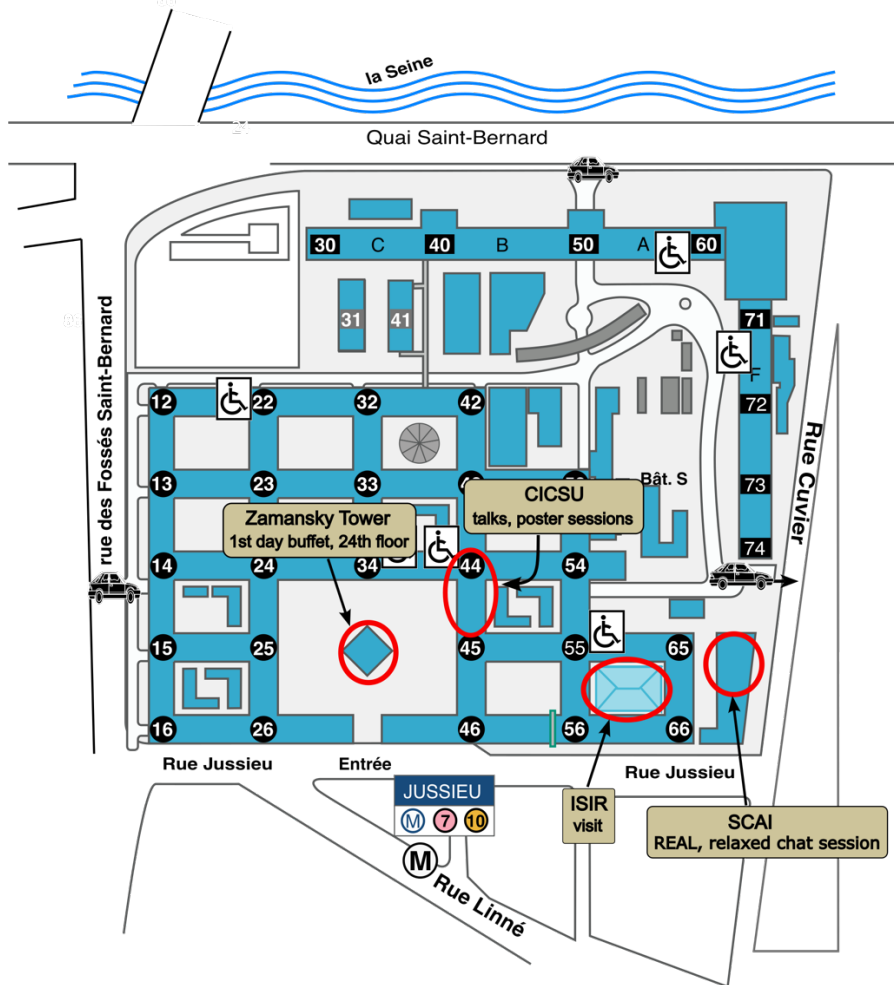 la Seine
Quai Saint-Bernard
30
C
40
B
50
A
60
31
41
71
F
72
73
74
rue des Fossés Saint-Bernard
Rue Cuvier
12
22
32
42
13
23
33
Bât. S
CICSU
talks, poster sessions
Zamansky Tower
1st day buffet, 24th floor
14
24
34
44
54
15
25
45
55
65
16
26
46
56
66
Rue Jussieu
Entrée
Rue Jussieu
JUSSIEU
M 7 10
M
Rue Linné
ISIR
visit
SCAI
REAL, relaxed chat session